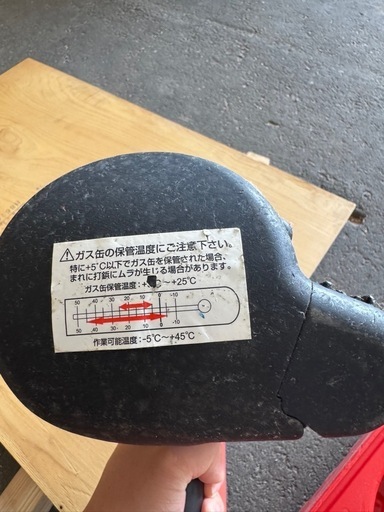 ⚠ガス缶の保管温度にご注意下さい。
特に+5℃以下でガス缶を保管された場合、
まれに打鋲にムラが生じる場合があります。
ガス缶保管温度:+ ℃～+25℃
50 40 30 20 10 0 -10
50 40 30 20 10 0 -10
作業可能温度:-5℃～+45℃